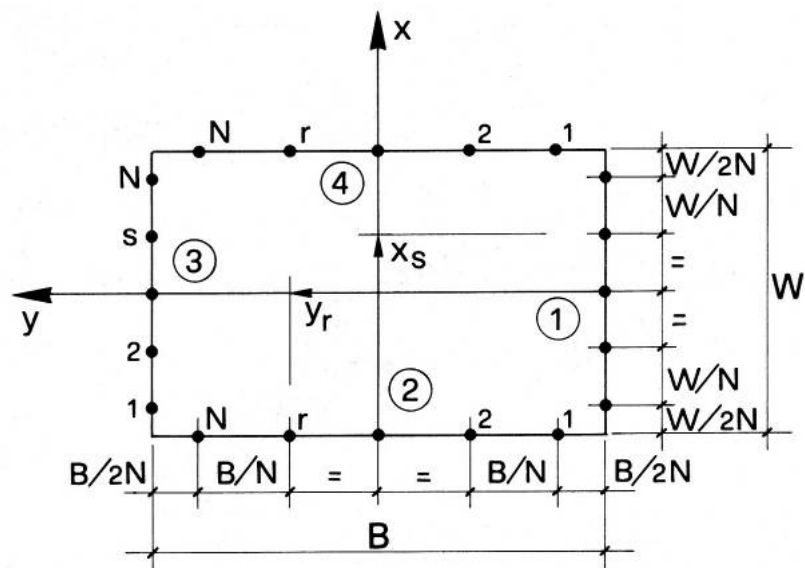 x
N r 2 1
N 4 W/2N
s W/N
3 x_s =
y y_r 1 W
2 =
2 W/N
1 N r 2 1 W/2N
B/2N B/N = = B/N B/2N
B